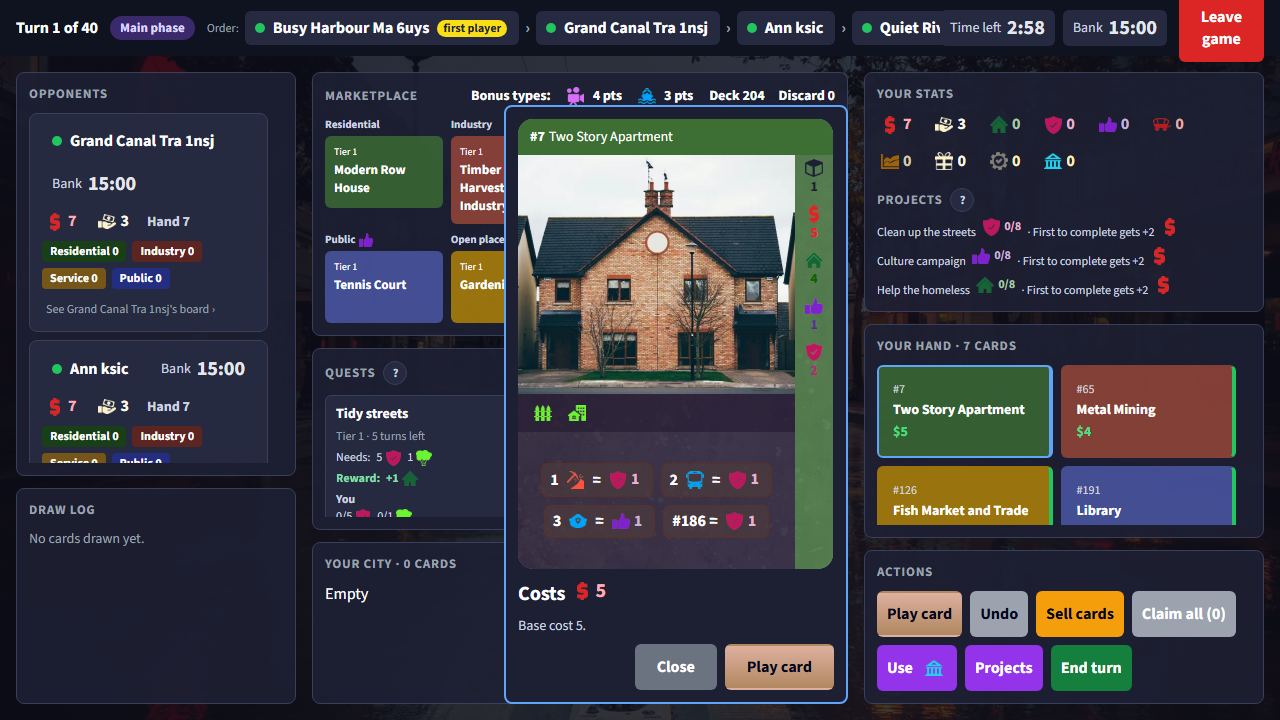 Turn 1 of 40
Main phase
Order:
Busy Harbour Ma 6uys
first player
›
Grand Canal Tra 1nsj
›
Ann ksic
›
Quiet Riv
Time left 2:58
Bank 15:00
Leave game
OPPONENTS
Grand Canal Tra 1nsj
Bank 15:00
7 3 Hand 7
Residential 0 Industry 0
Service 0 Public 0
See Grand Canal Tra 1nsj's board ›
Ann ksic Bank 15:00
7 3 Hand 7
Residential 0 Industry 0
Service 0 Public 0
DRAW LOG
No cards drawn yet.
MARKETPLACE
Bonus types: 4 pts 3 pts Deck 204 Discard 0
Residential
Tier 1
Modern Row House
Industry
Tier 1
Timber
Harvest
Industry
Public
Tier 1
Tennis Court
Open place
Tier 1
Gardeni
QUESTS ?
Tidy streets
Tier 1 · 5 turns left
Needs: 5 1
Reward: +1
You
0/5 0/1
YOUR CITY · 0 CARDS
Empty
#7 Two Story Apartment
1
5
4
1
2
1 = 1
2 = 1
3 = 1
#186 = 1
Costs 5
Base cost 5.
Close
Play card
YOUR STATS
7 3 0 0 0 0
0 0 0 0
PROJECTS ?
Clean up the streets 0/8 · First to complete gets +2
Culture campaign 0/8 · First to complete gets +2
Help the homeless 0/8 · First to complete gets +2
YOUR HAND · 7 CARDS
#7
Two Story Apartment
$5
#65
Metal Mining
$4
#126
Fish Market and Trade
#191
Library
ACTIONS
Play card
Undo
Sell cards
Claim all (0)
Use
Projects
End turn